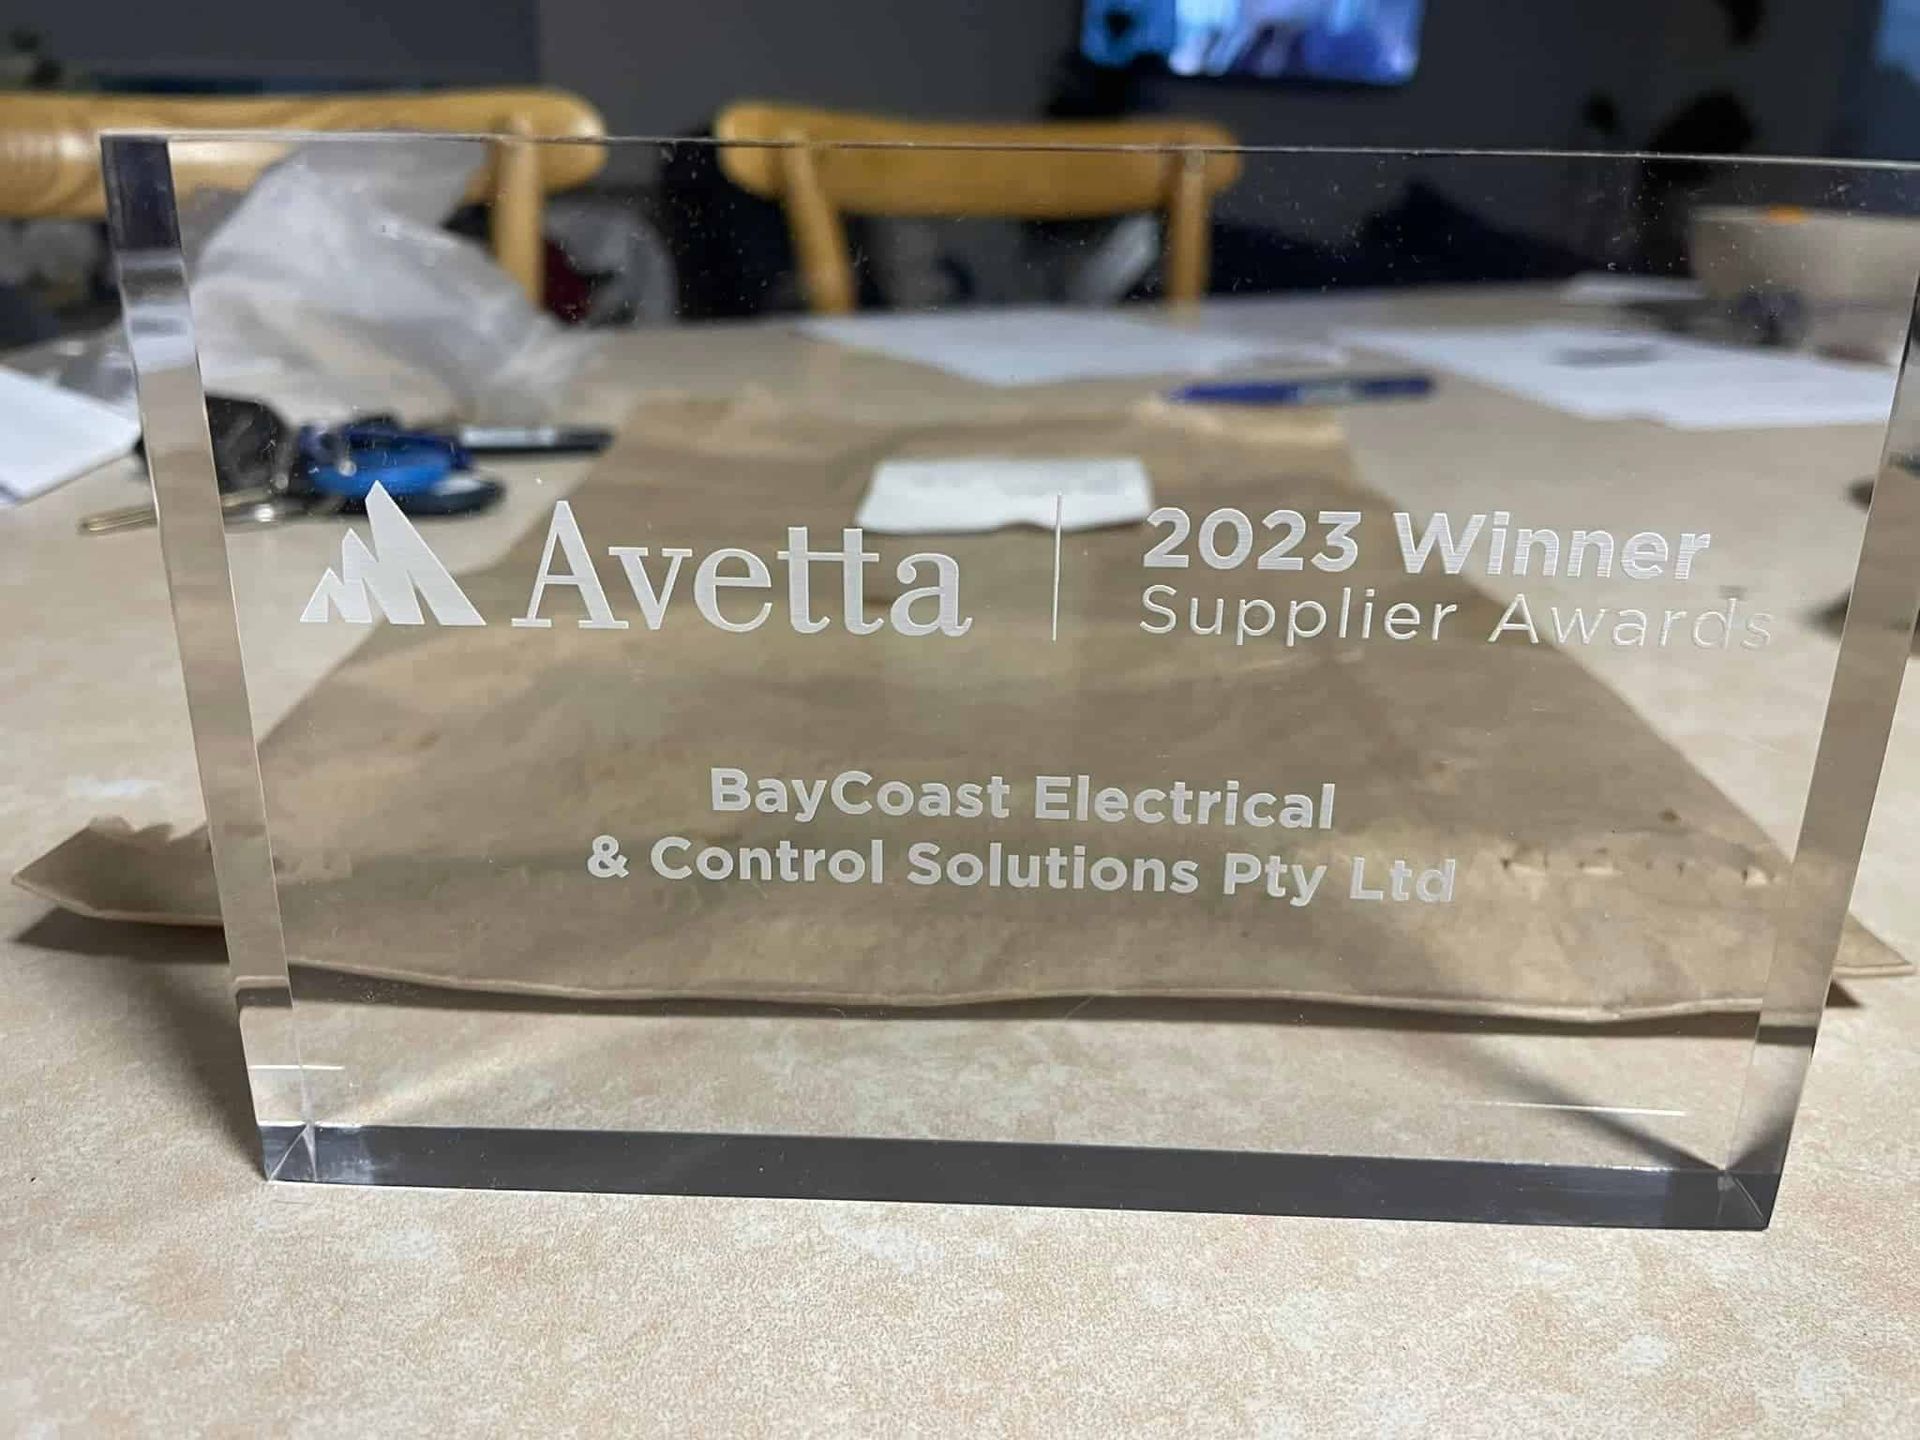 Avetta
2023 Winner
Supplier Awards
BayCoast Electrical
& Control Solutions Pty Ltd